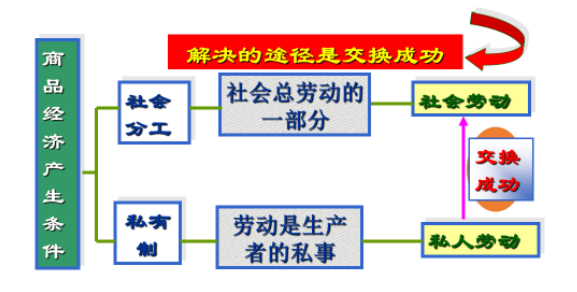 解决的途径是交换成功
商品经济产生条件
社会
分工
社会总劳动的
一部分
社会劳动
交换
成功
私有
制
劳动是生产
者的私事
私人劳动